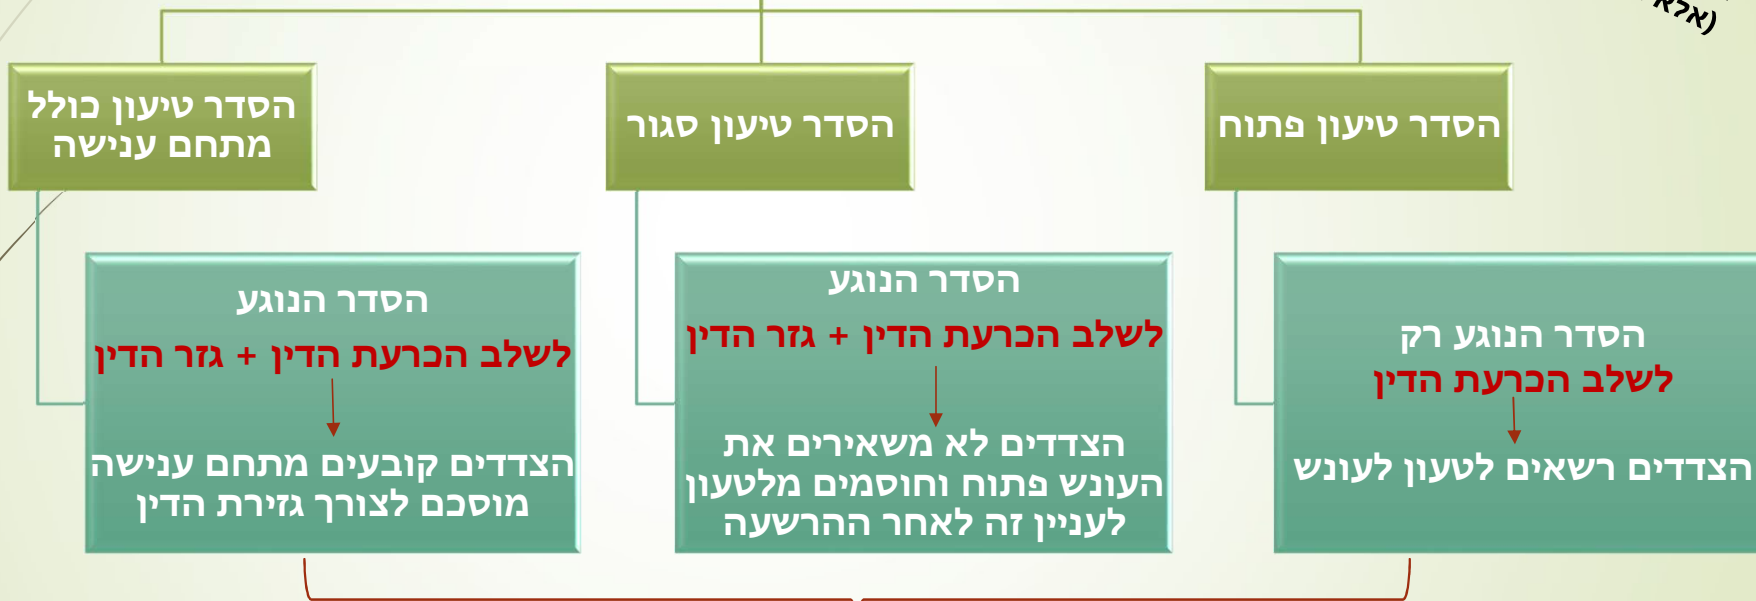 אלא)
הסדר טיעון פתוח
הסדר טיעון סגור
הסדר טיעון כולל
מתחם ענישה
הסדר הנוגע רק
לשלב הכרעת הדין
הצדדים רשאים לטעון לעונש
הסדר הנוגע
לשלב הכרעת הדין + גזר הדין
הצדדים לא משאירים את
העונש פתוח וחוסמים מלטעון
לעניין זה לאחר ההרשעה
הסדר הנוגע
לשלב הכרעת הדין + גזר הדין
הצדדים קובעים מתחם ענישה
מוסכם לצורך גזירת הדין